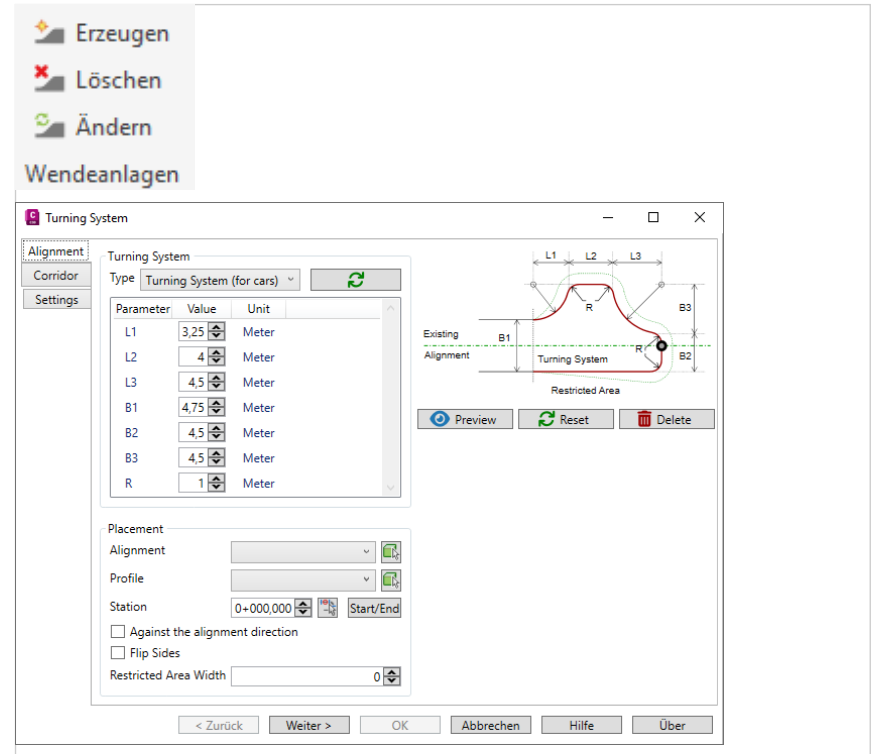 Erzeugen
Löschen
Ändern
Wendeanlagen
Turning System
Alignment
Corridor
Settings
Turning System
Type Turning System (for cars)
Parameter Value Unit
L1 3,25 Meter
L2 4 Meter
L3 4,5 Meter
B1 4,75 Meter
B2 4,5 Meter
B3 4,5 Meter
R 1 Meter
L1 L2 L3
R B3
Existing B1
Alignment Turning System R B2
Restricted Area
Preview Reset Delete
Placement
Alignment
Profile
Station 0+000,000 Start/End
Against the alignment direction
Flip Sides
Restricted Area Width 0
< Zurück Weiter > OK Abbrechen Hilfe Über